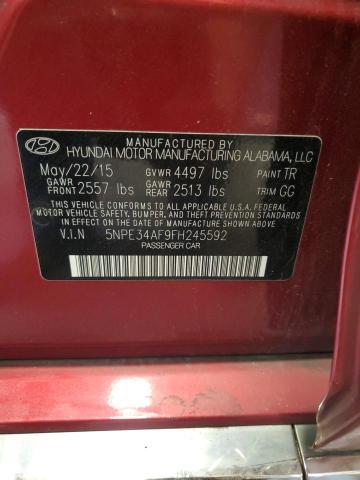 MANUFACTURED BY
HYUNDAI MOTOR MANUFACTURING ALABAMA, LLC
May/22/15 GVWR 4497 lbs PAINT TR
GAWR FRONT 2557 lbs GAWR REAR 2513 lbs TRIM GG
THIS VEHICLE CONFORMS TO ALL APPLICABLE U.S.A. FEDERAL
MOTOR VEHICLE SAFETY, BUMPER, AND THEFT PREVENTION
STANDARDS IN EFFECT ON THE DATE OF MANUFACTURE SHOWN ABOVE.
V.I.N 5NPE34AF9FH245592
PASSENGER CAR